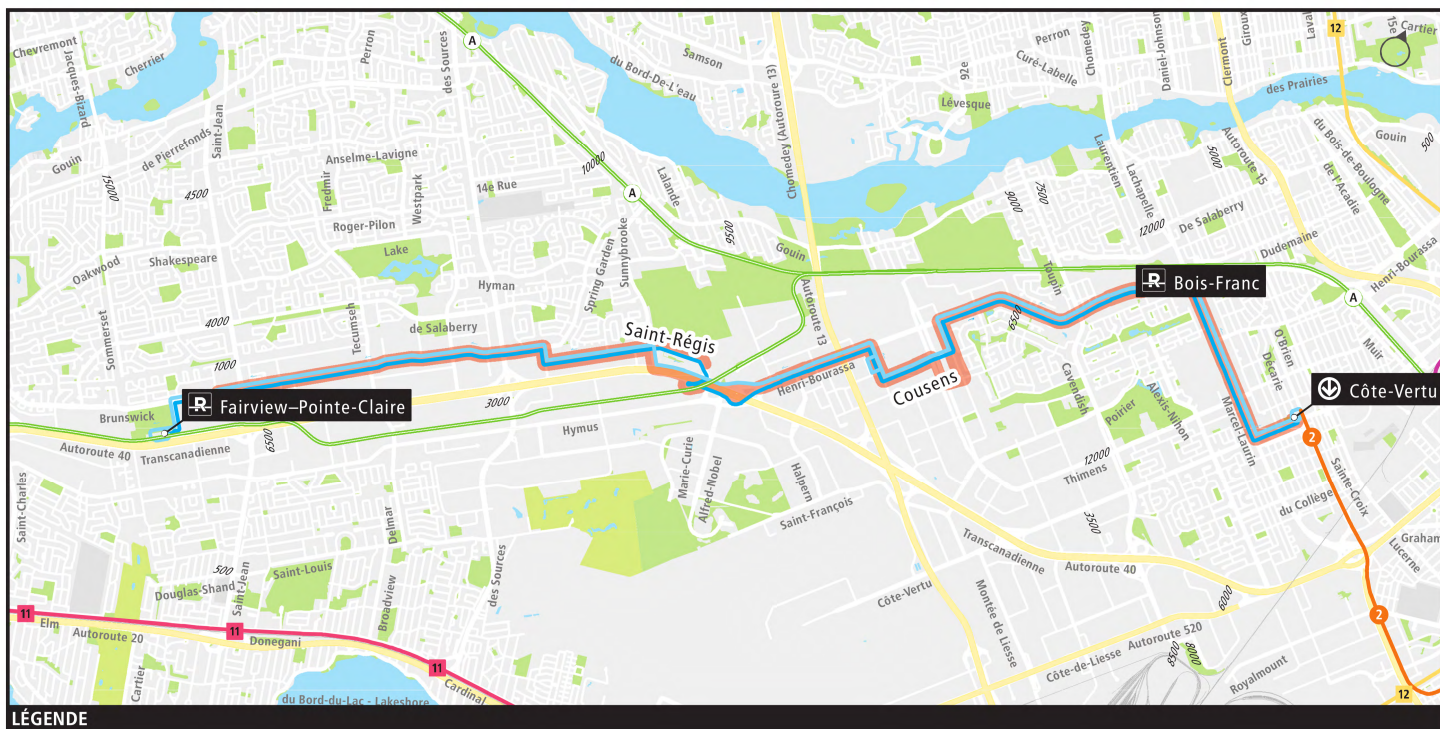 Chevremont
Jacques-Bizard
Cherrier
Perron
des Sources
A
Samson
du Bord-De-L'eau
Chomedey (Autoroute 13)
92e
Perron
Curé-Labelle
Chomedey
Daniel-Johnson
Giroux
Clermont
Laval
12
15e
Cartier
Lévesque
des Prairies
Gouin
15000
de Pierrefonds
Saint-Jean
4500
Anselme-Lavigne
Fredmir
Westpark
14e Rue
10000
A
Lalande
9500
Gouin
Laurentien
Lachapelle
5000
Autoroute 15
du Bois-de-Boulogne
de l'Acadie
Gouin
500
7500
9000
12000
De Salaberry
Dudemaine
Henri-Bourassa
Roger-Pilon
Lake
Oakwood
Shakespeare
Spring Garden
Sunnybrooke
Hyman
Toupin
Bois-Franc
A
Muir
Sommerset
4000
1000
Tecumseh
de Salaberry
Saint-Régis
Autoroute 13
6500
O'Brien
Décarie
Henri-Bourassa
Cousens
Cavendish
Poirier
Alexis-Nihon
Marcel-Laurin
Côte-Vertu
Brunswick
Fairview–Pointe-Claire
3000
6500
Hymus
Autoroute 40
Transcanadienne
2
12000
Thimens
Sainte-Croix
du Collège
Saint-Charles
Marie-Curie
Alfred-Nobel
Halpern
Saint-François
3500
Transcanadienne
Autoroute 40
Graham
Lucerne
Delmar
500
Saint-Louis
Douglas-Shand
Saint-Jean
Broadview
des Sources
Côte-Vertu
Montée de Liesse
6000
2
11
Elm
Autoroute 20
11
Donegani
11
Cardinal
Cartier
du Bord-du-Lac - Lakeshore
Côte-de-Liesse
Autoroute 520
8500
8000
Royalmount
12
LÉGENDE